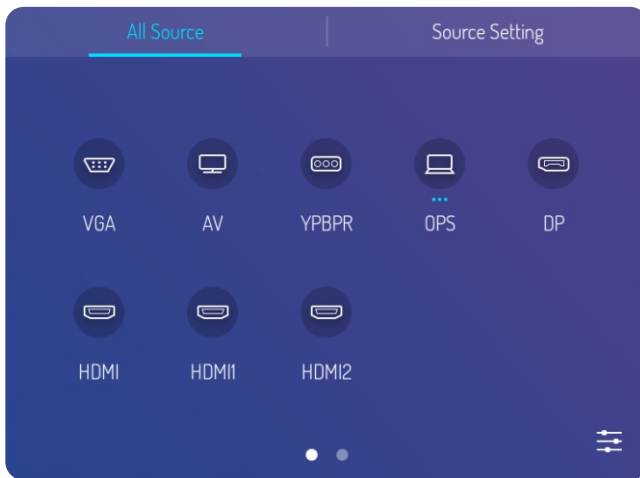 All Source Source Setting
VGA AV YPBPR OPS DP
HDMI HDMI1 HDMI2